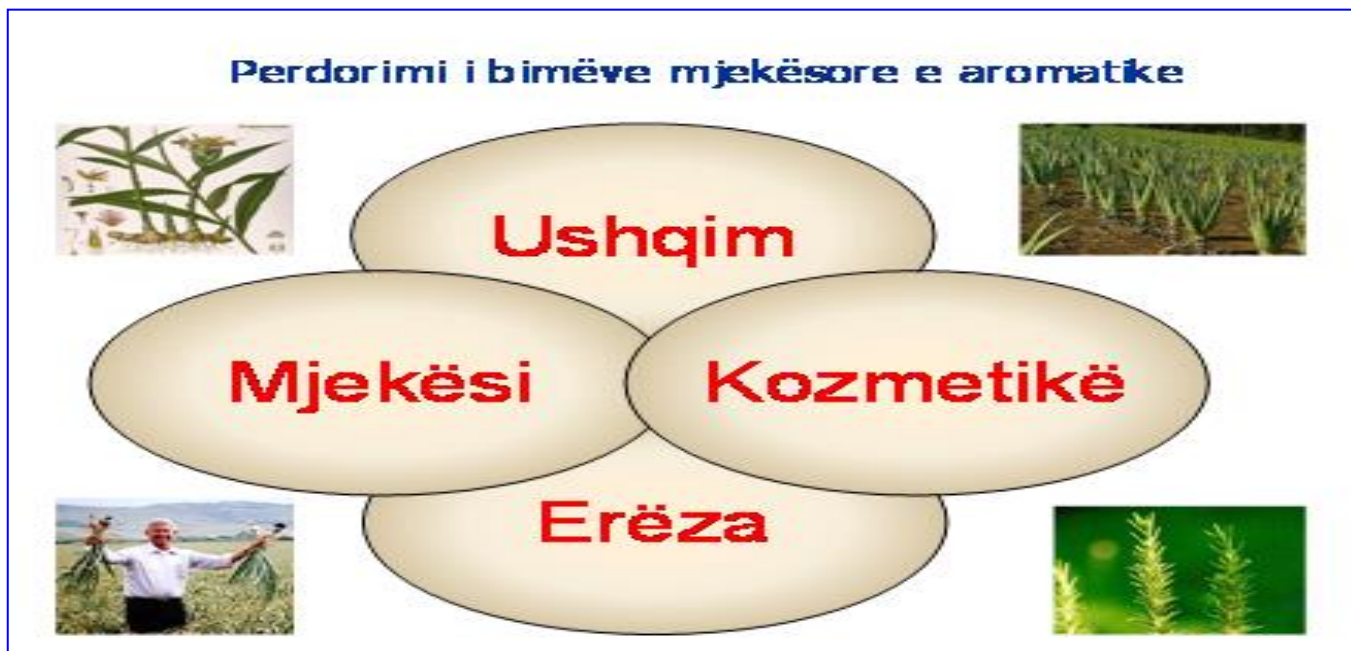 Perdorimi i bimëve mjekësore e aromatike
Ushqim
Mjekësi
Kozmetikë
Erëza